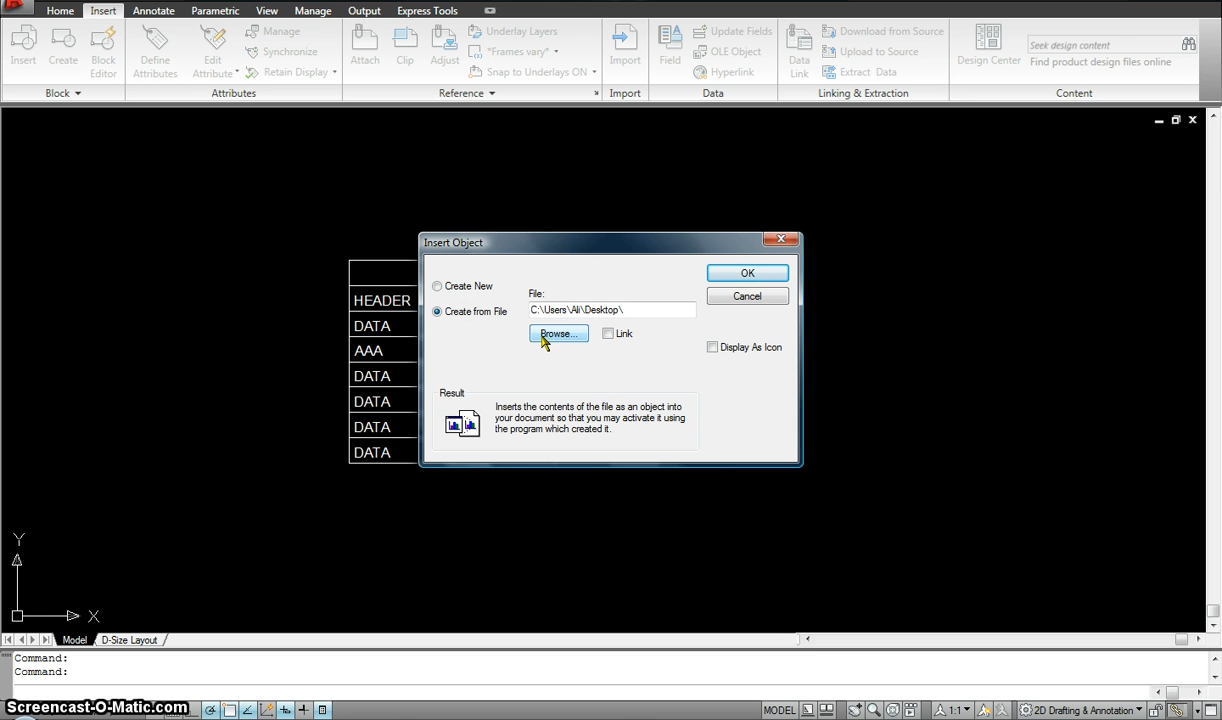 Home Insert Annotate Parametric View Manage Output Express Tools
Insert Create Block Editor Define Attributes Edit Attribute Manage Synchronize Retain Display
Attach Clip Adjust Underlay Layers *Frames vary* Snap to Underlays ON
Import Field Update Fields OLE Object Hyperlink
Data Link Download from Source Upload to Source Extract Data
Design Center Seek design content Find product design files online
Block Attributes Reference Import Data Linking & Extraction Content
Insert Object
Create New
Create from File
File:
C:\Users\Ali\Desktop\
Browse...
Link
OK
Cancel
Display As Icon
Result
Inserts the contents of the file as an object into
your document so that you may activate it using
the program which created it.
HEADER
DATA
AAA
DATA
DATA
DATA
DATA
Y
X
Model D-Size Layout
Command:
Command:
Screencast-O-Matic.com
MODEL 1:1 2D Drafting & Annotation